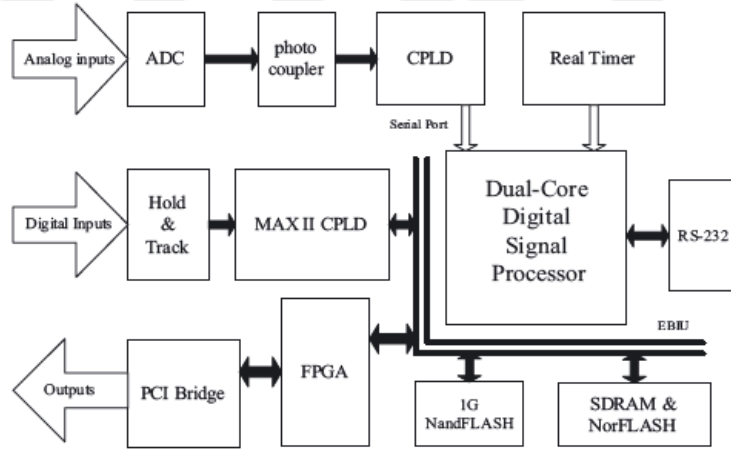 Analog inputs
ADC
photo
coupler
CPLD
Real Timer
Serial Port
Digital Inputs
Hold
&
Track
MAX II CPLD
Dual-Core
Digital
Signal
Processor
RS-232
EBIU
Outputs
PCI Bridge
FPGA
1G
NandFLASH
SDRAM &
NorFLASH